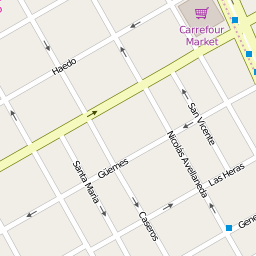 Carrefour
Market
Haedo
San Vicente
Nicolás Avellaneda
Güemes
Santa María
Las Heras
Caseros
Gene